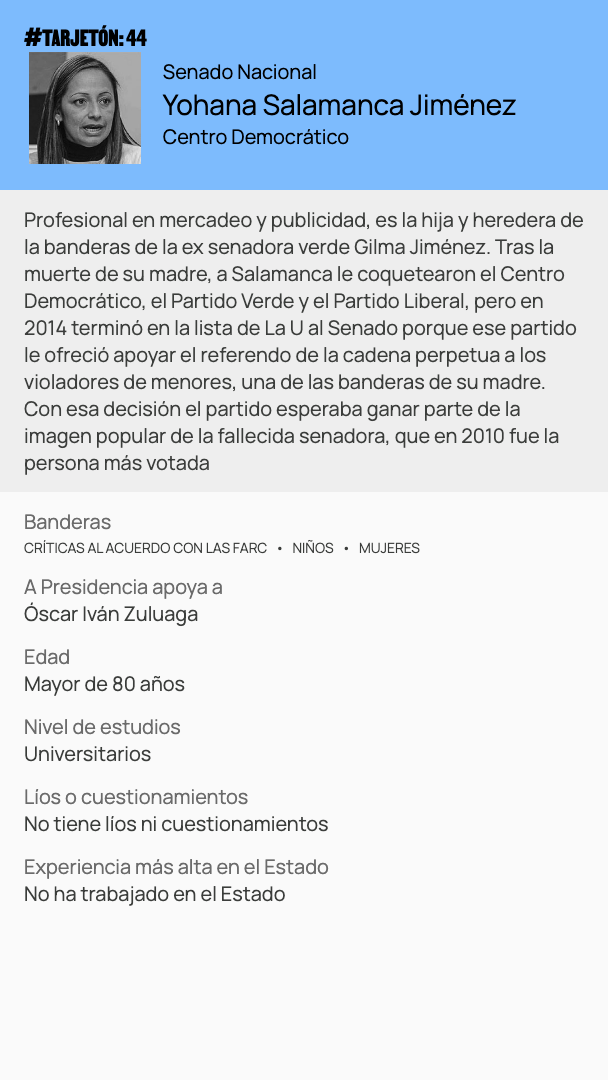 #TARJETÓN: 44
Senado Nacional
Yohana Salamanca Jiménez
Centro Democrático
Profesional en mercadeo y publicidad, es la hija y heredera de
la banderas de la ex senadora verde Gilma Jiménez. Tras la
muerte de su madre, a Salamanca le coquetearon el Centro
Democrático, el Partido Verde y el Partido Liberal, pero en
2014 terminó en la lista de La U al Senado porque ese partido
le ofreció apoyar el referendo de la cadena perpetua a los
violadores de menores, una de las banderas de su madre.
Con esa decisión el partido esperaba ganar parte de la
imagen popular de la fallecida senadora, que en 2010 fue la
persona más votada
Banderas
CRÍTICAS AL ACUERDO CON LAS FARC • NIÑOS • MUJERES
A Presidencia apoya a
Óscar Iván Zuluaga
Edad
Mayor de 80 años
Nivel de estudios
Universitarios
Líos o cuestionamientos
No tiene líos ni cuestionamientos
Experiencia más alta en el Estado
No ha trabajado en el Estado